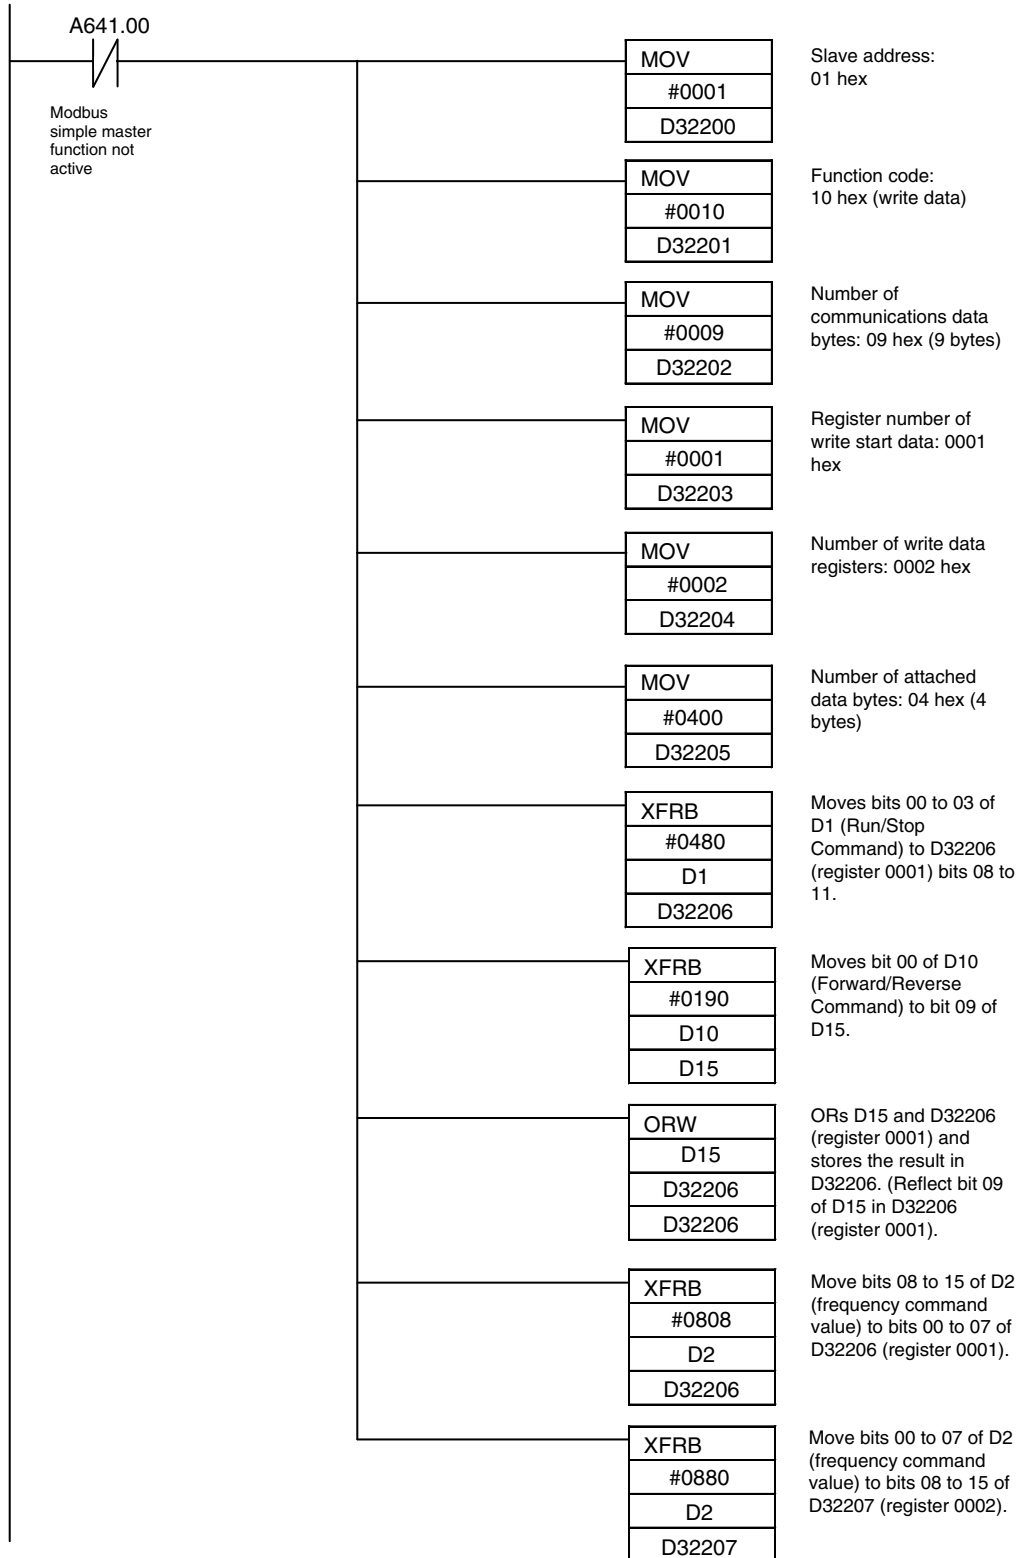 A641.00
Modbus
simple master
function not
active
MOV
#0001
D32200
Slave address:
01 hex
MOV
#0010
D32201
Function code:
10 hex (write data)
MOV
#0009
D32202
Number of
communications data
bytes: 09 hex (9 bytes)
MOV
#0001
D32203
Register number of
write start data: 0001
hex
MOV
#0002
D32204
Number of write data
registers: 0002 hex
MOV
#0400
D32205
Number of attached
data bytes: 04 hex (4
bytes)
XFRB
#0480
D1
D32206
Moves bits 00 to 03 of
D1 (Run/Stop
Command) to D32206
(register 0001) bits 08 to
11.
XFRB
#0190
D10
D15
Moves bit 00 of D10
(Forward/Reverse
Command) to bit 09 of
D15.
ORW
D15
D32206
D32206
ORs D15 and D32206
(register 0001) and
stores the result in
D32206. (Reflect bit 09
of D15 in D32206
(register 0001).
XFRB
#0808
D2
D32206
Move bits 08 to 15 of D2
(frequency command
value) to bits 00 to 07 of
D32206 (register 0001).
XFRB
#0880
D2
D32207
Move bits 00 to 07 of D2
(frequency command
value) to bits 08 to 15 of
D32207 (register 0002).